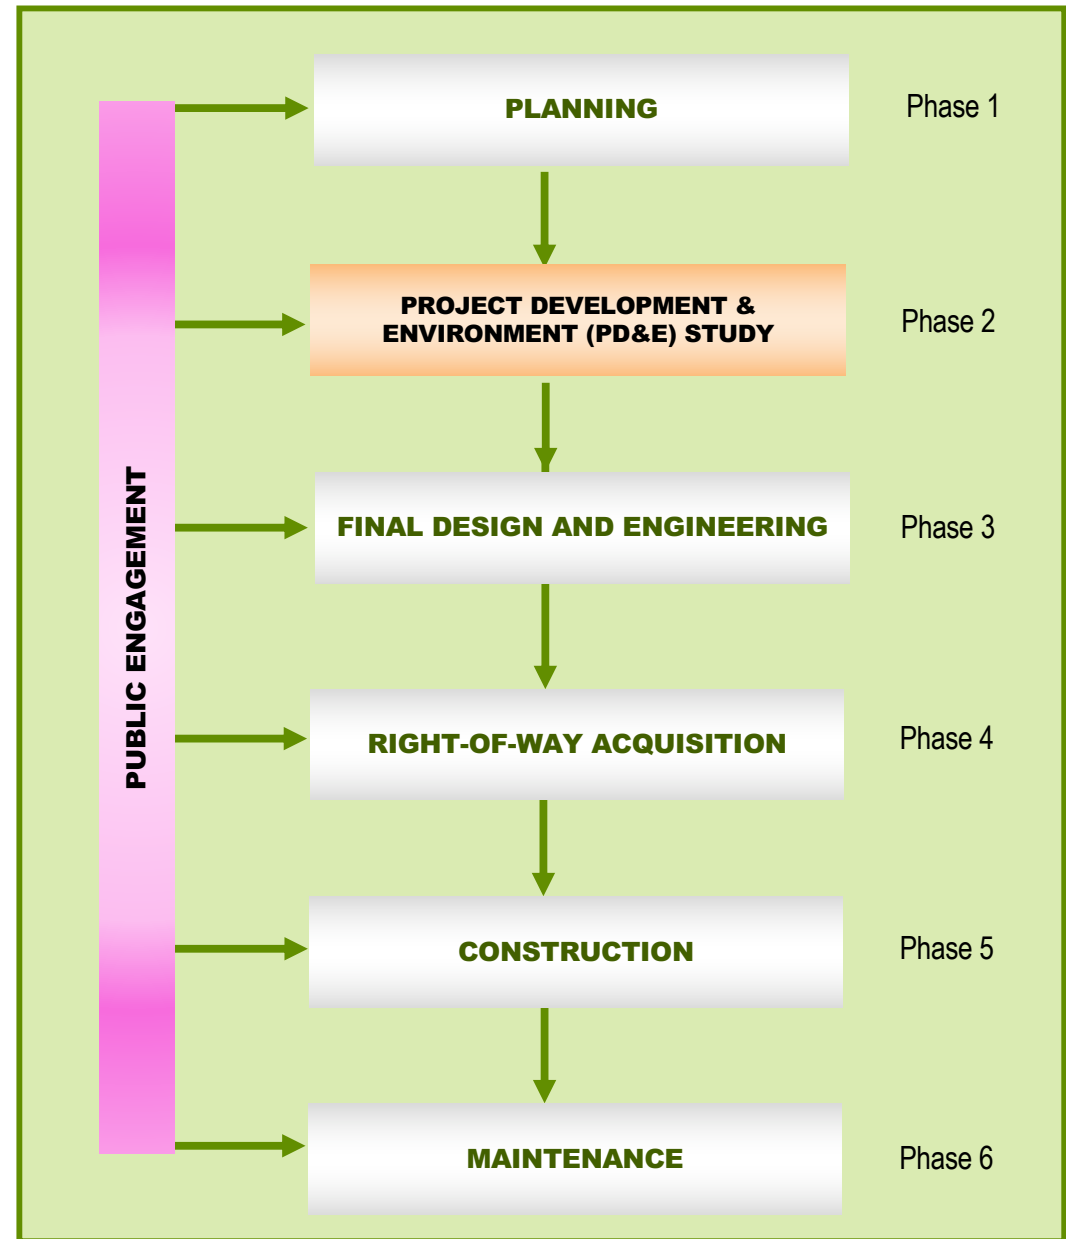 PLANNING
Phase 1
PROJECT DEVELOPMENT &
ENVIRONMENT (PD&E) STUDY
Phase 2
PUBLIC ENGAGEMENT
FINAL DESIGN AND ENGINEERING
Phase 3
RIGHT-OF-WAY ACQUISITION
Phase 4
CONSTRUCTION
Phase 5
MAINTENANCE
Phase 6